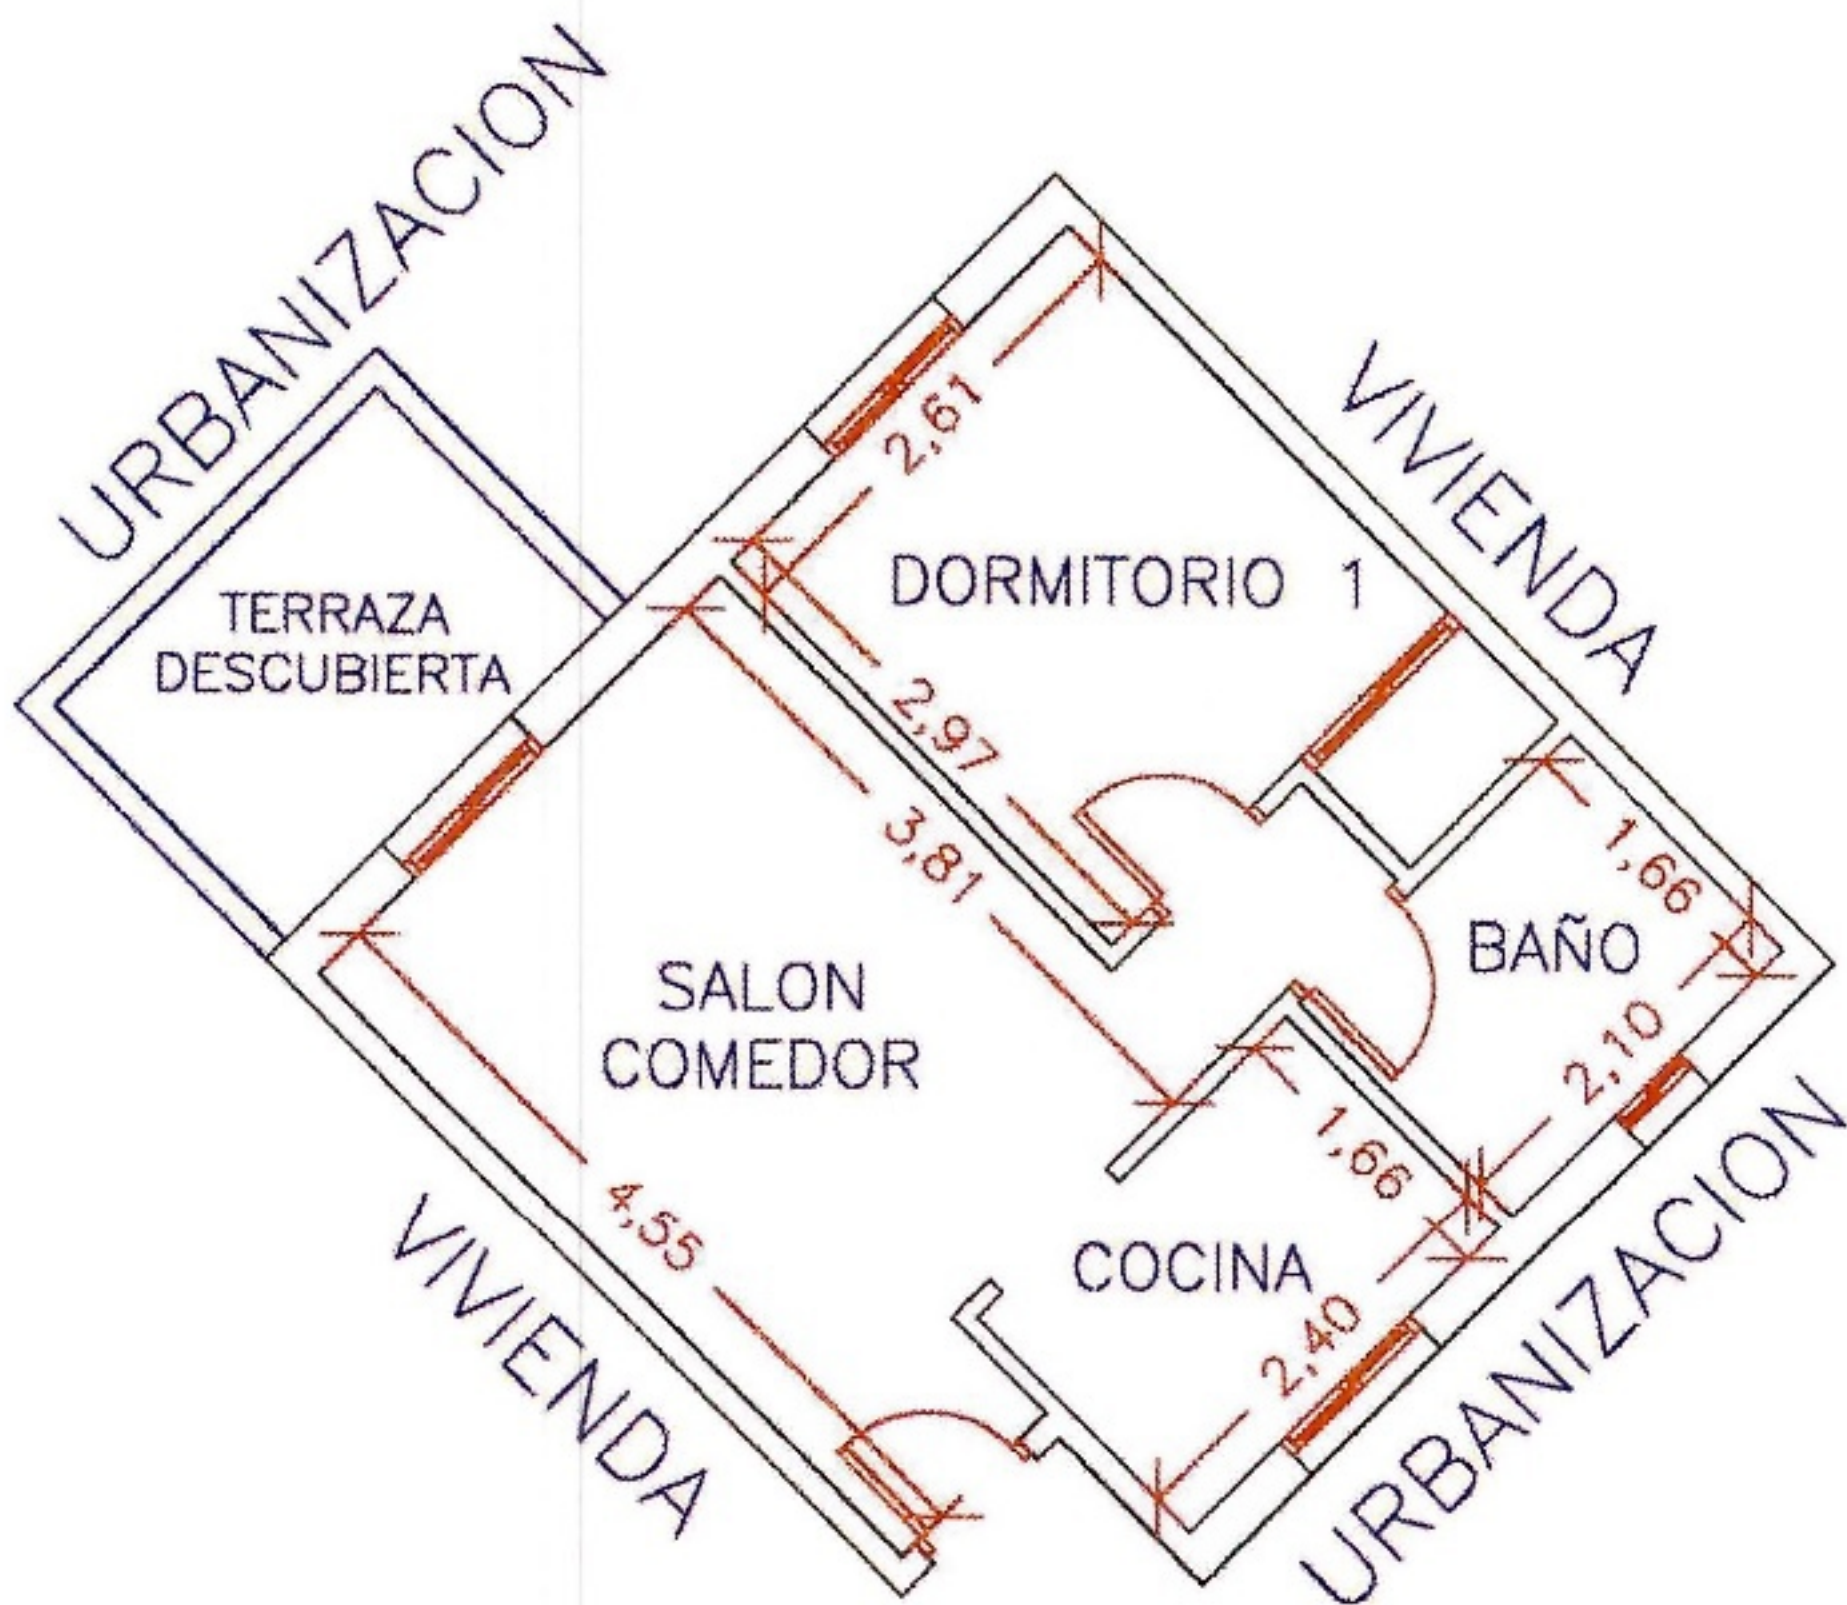 URBANIZACION
TERRAZA
DESCUBIERTA
2,61
DORMITORIO 1
VIVIENDA
2,97
3,81
1,66
BAÑO
2,10
SALON
COMEDOR
1,66
4,55
COCINA
2,40
VIVIENDA
URBANIZACION